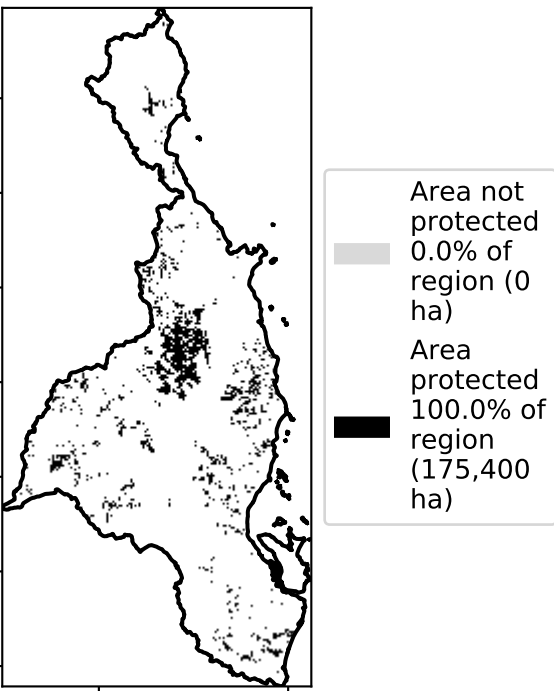 Area not
protected
0.0% of
region (0
ha)
Area
protected
100.0% of
region
(175,400
ha)